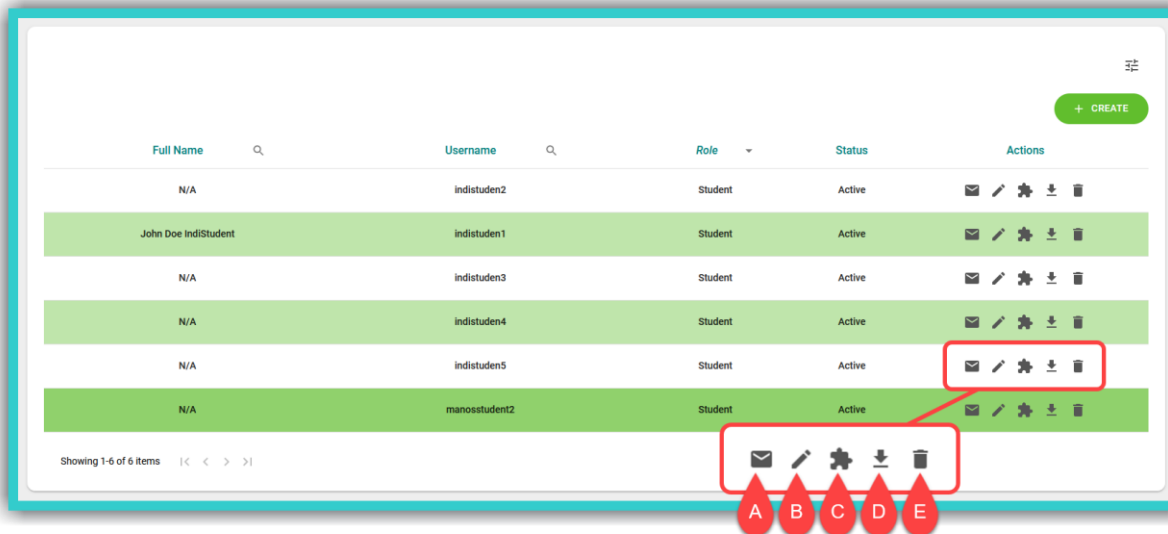 + CREATE
Full Name Username Role Status Actions
N/A indistuden2 Student Active
John Doe IndiStudent indistuden1 Student Active
N/A indistuden3 Student Active
N/A indistuden4 Student Active
N/A indistuden5 Student Active
N/A manosstudent2 Student Active
Showing 1-6 of 6 items |< < > >|
A B C D E